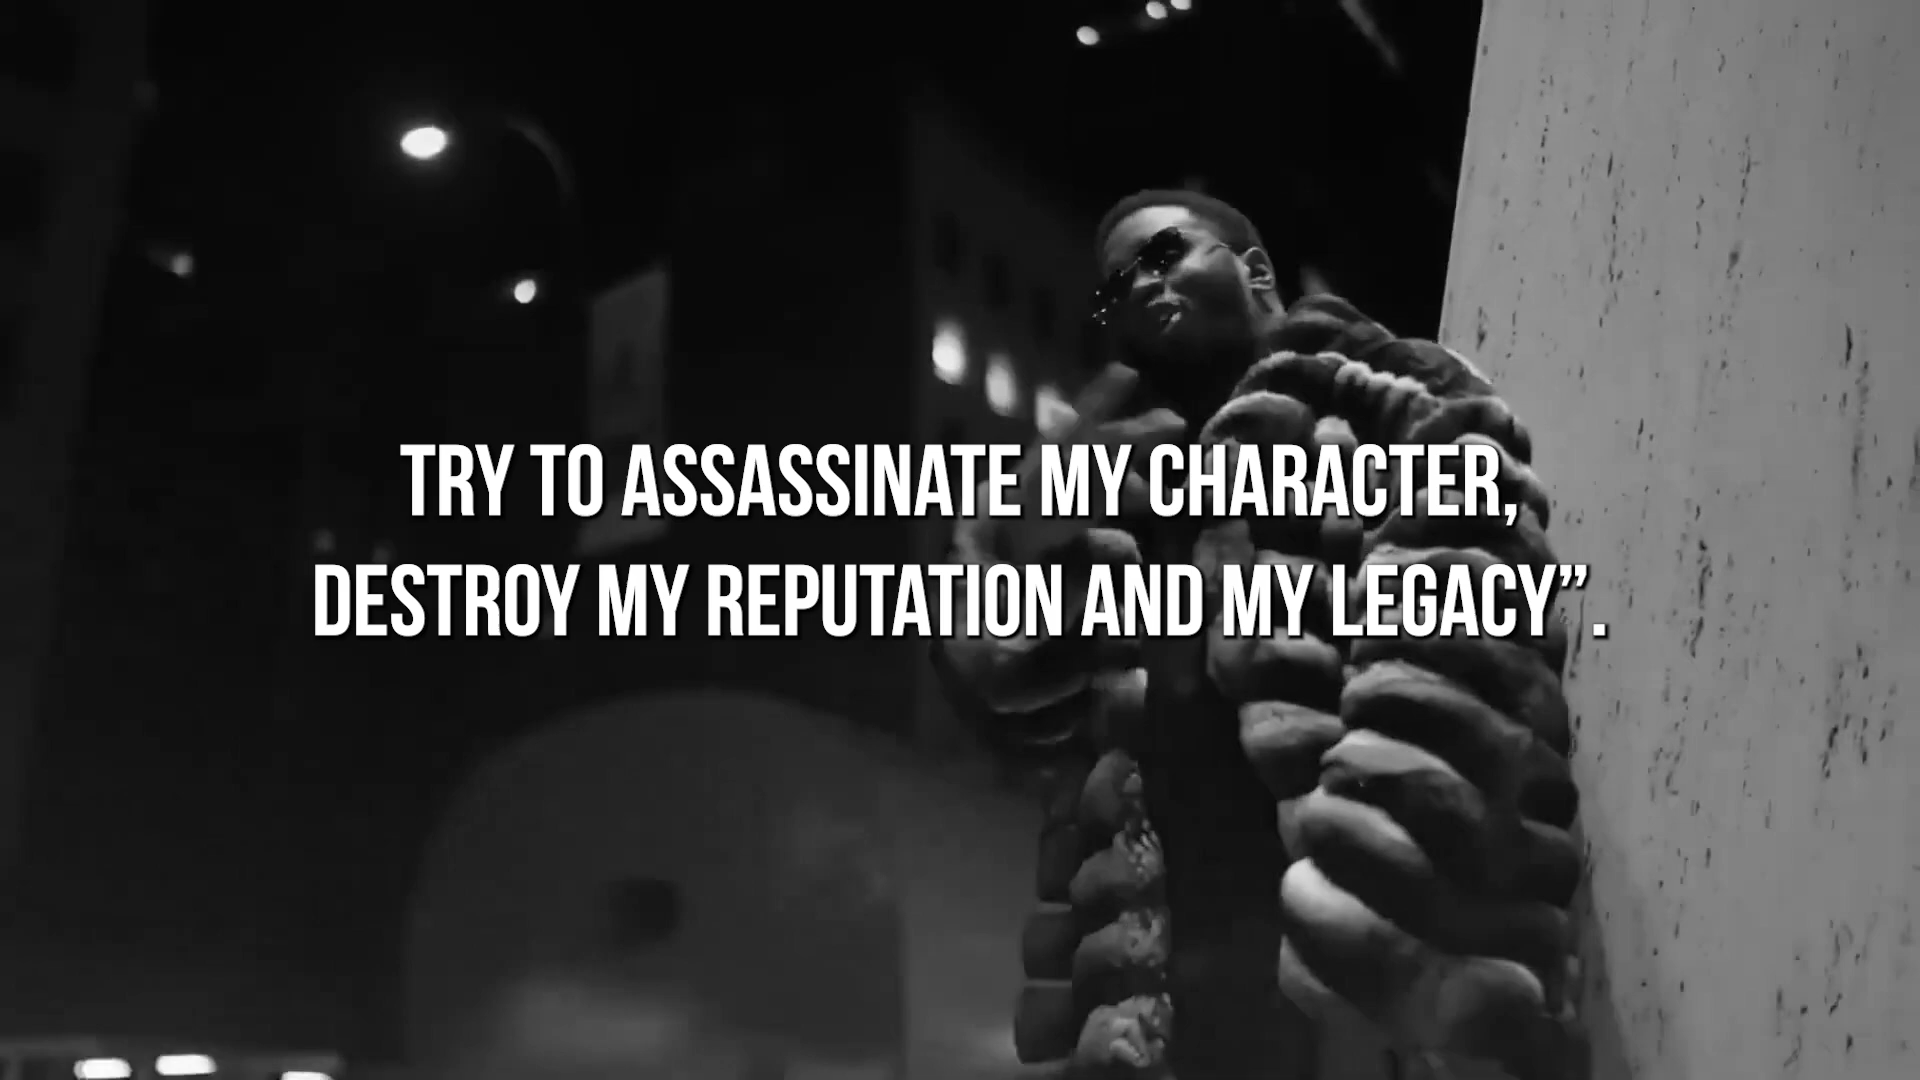 TRY TO ASSASSINATE MY CHARACTER,
DESTROY MY REPUTATION AND MY LEGACY”.